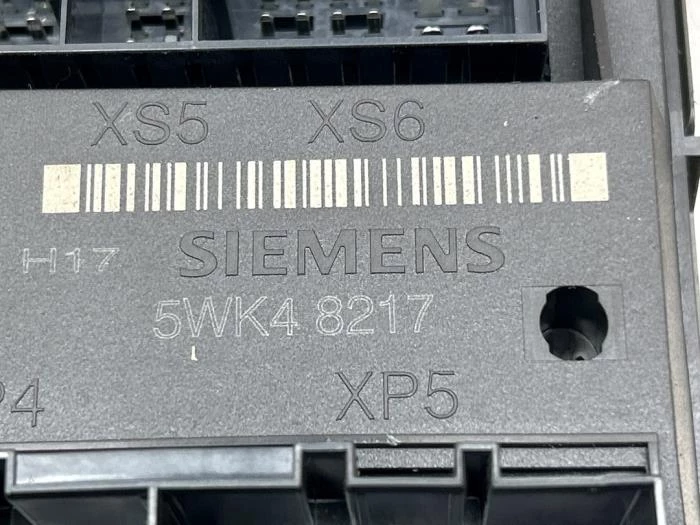 XS5 XS6
H17 SIEMENS
5WK4 8217
P4 XP5